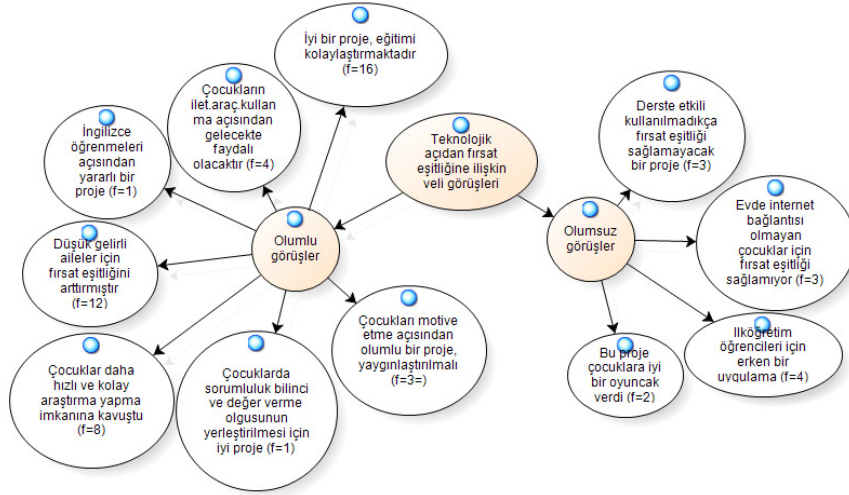 İyi bir proje, eğitimi
kolaylaştırmaktadır
(f=16)
Çocukların
ilet.araç.kullan
ma açısından
gelecekte
faydalı
olacaktır (f=4)
İngilizce
öğrenmeleri
açısından
yararlı bir
proje (f=1)
Düşük gelirli
aileler için
fırsat eşitliğini
arttırmıştır
(f=12)
Çocuklar daha
hızlı ve kolay
araştırma yapma
imkanına kavuştu
(f=8)
Çocuklarda
sorumluluk bilinci
ve değer verme
olgusunun
yerleştirilmesi için
iyi proje (f=1)
Çocukları motive
etme açısından
olumlu bir proje,
yaygınlaştırılmalı
(f=3=)
Olumlu
görüşler
Teknolojik
açıdan fırsat
eşitliğine ilişkin
veli görüşleri
Olumsuz
görüşler
Derste etkili
kullanılmadıkça
fırsat eşitliği
sağlamayacak
bir proje (f=3)
Evde internet
bağlantısı
olmayan
çocuklar için
fırsat eşitliği
sağlamıyor (f=3)
Ilköğretim
öğrencileri için
erken bir
uygulama (f=4)
Bu proje
çocuklara iyi
bir oyuncak
verdi (f=2)